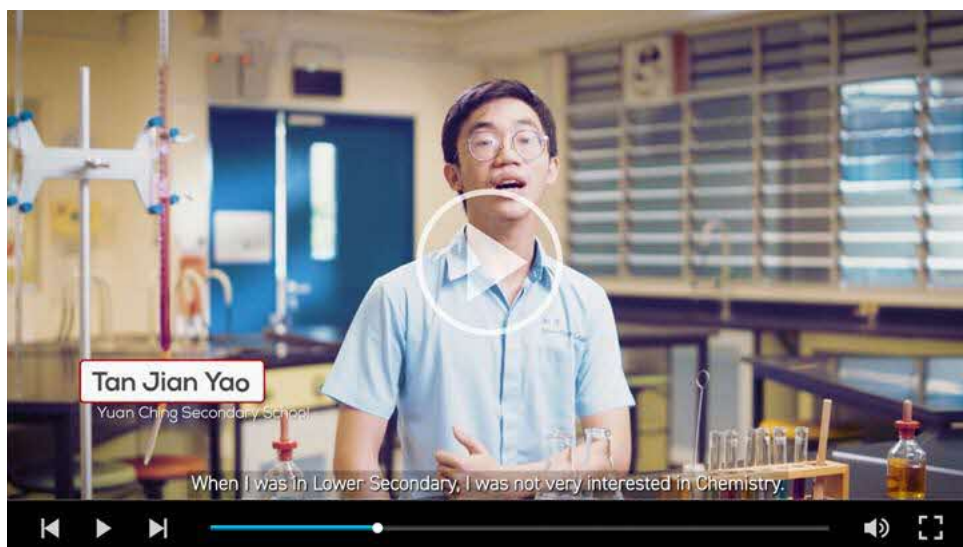 Tan Jian Yao
Yuan Ching Secondary School
When I was in Lower Secondary, I was not very interested in Chemistry.